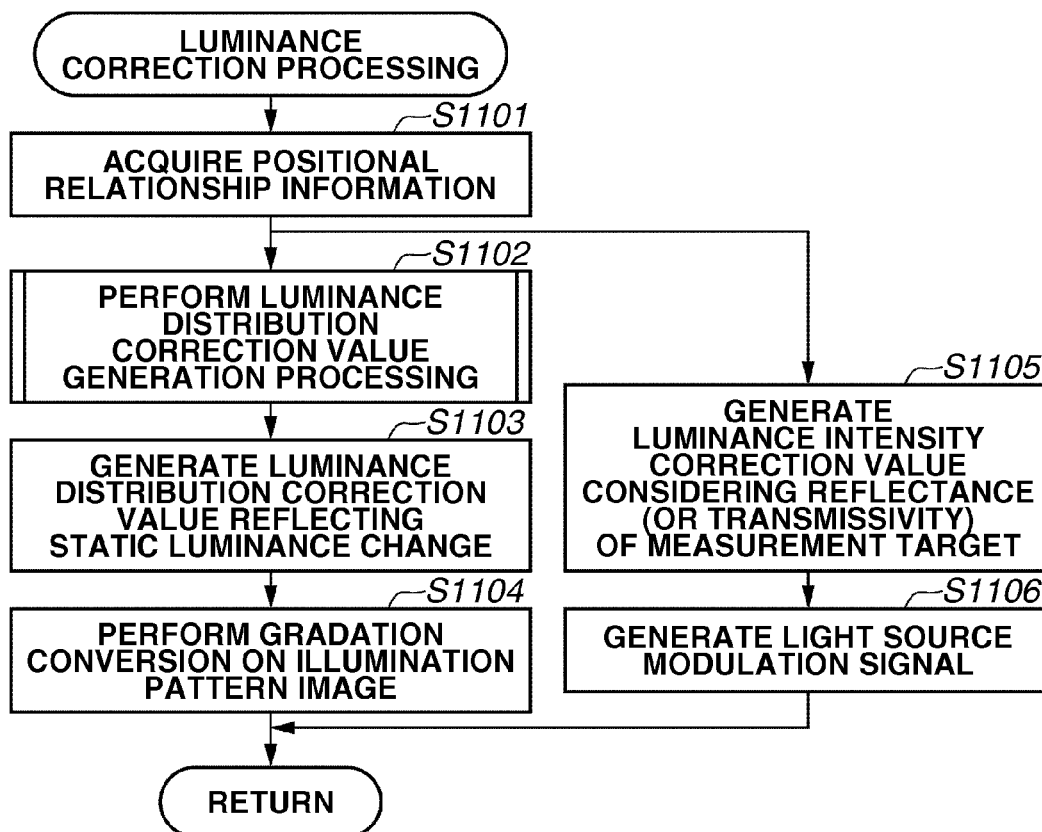 LUMINANCE
CORRECTION PROCESSING
S1101
ACQUIRE POSITIONAL
RELATIONSHIP INFORMATION
S1102
PERFORM LUMINANCE
DISTRIBUTION
CORRECTION VALUE
GENERATION PROCESSING
S1103
GENERATE LUMINANCE
DISTRIBUTION CORRECTION
VALUE REFLECTING
STATIC LUMINANCE CHANGE
S1104
PERFORM GRADATION
CONVERSION ON ILLUMINATION
PATTERN IMAGE
S1105
GENERATE
LUMINANCE INTENSITY
CORRECTION VALUE
CONSIDERING REFLECTANCE
(OR TRANSMISSIVITY)
OF MEASUREMENT TARGET
S1106
GENERATE LIGHT SOURCE
MODULATION SIGNAL
RETURN